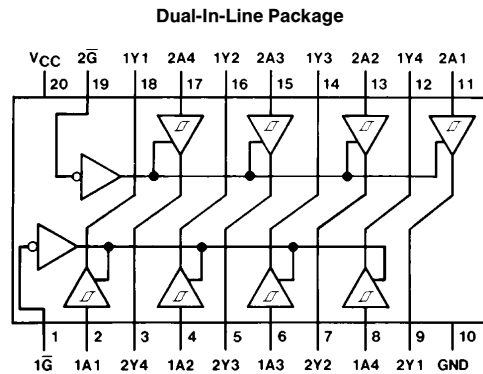 Dual-In-Line Package
VCC 2G̅ 1Y1 2A4 1Y2 2A3 1Y3 2A2 1Y4 2A1
20 19 18 17 16 15 14 13 12 11
1 2 3 4 5 6 7 8 9 10
1G̅ 1A1 2Y4 1A2 2Y3 1A3 2Y2 1A4 2Y1 GND